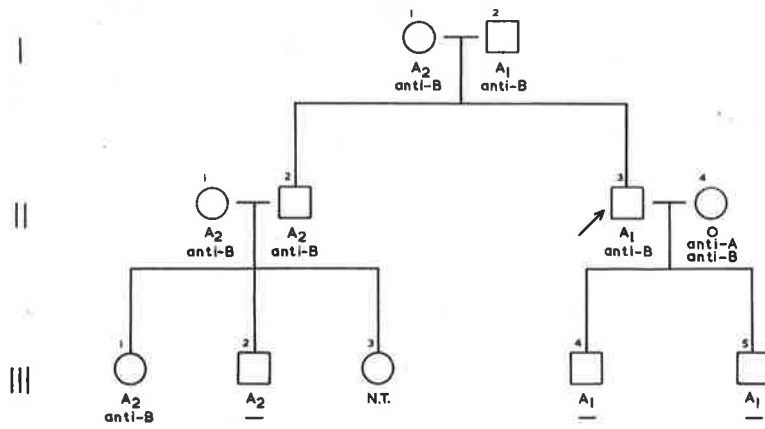 I
1 2
A2 A1
anti-B anti-B
II
1 2 3 4
A2 A2 A1 O
anti-B anti-B anti-B anti-A
anti-B
III
1 2 3 4 5
A2 A2 N.T. A1 A1
anti-B — — —